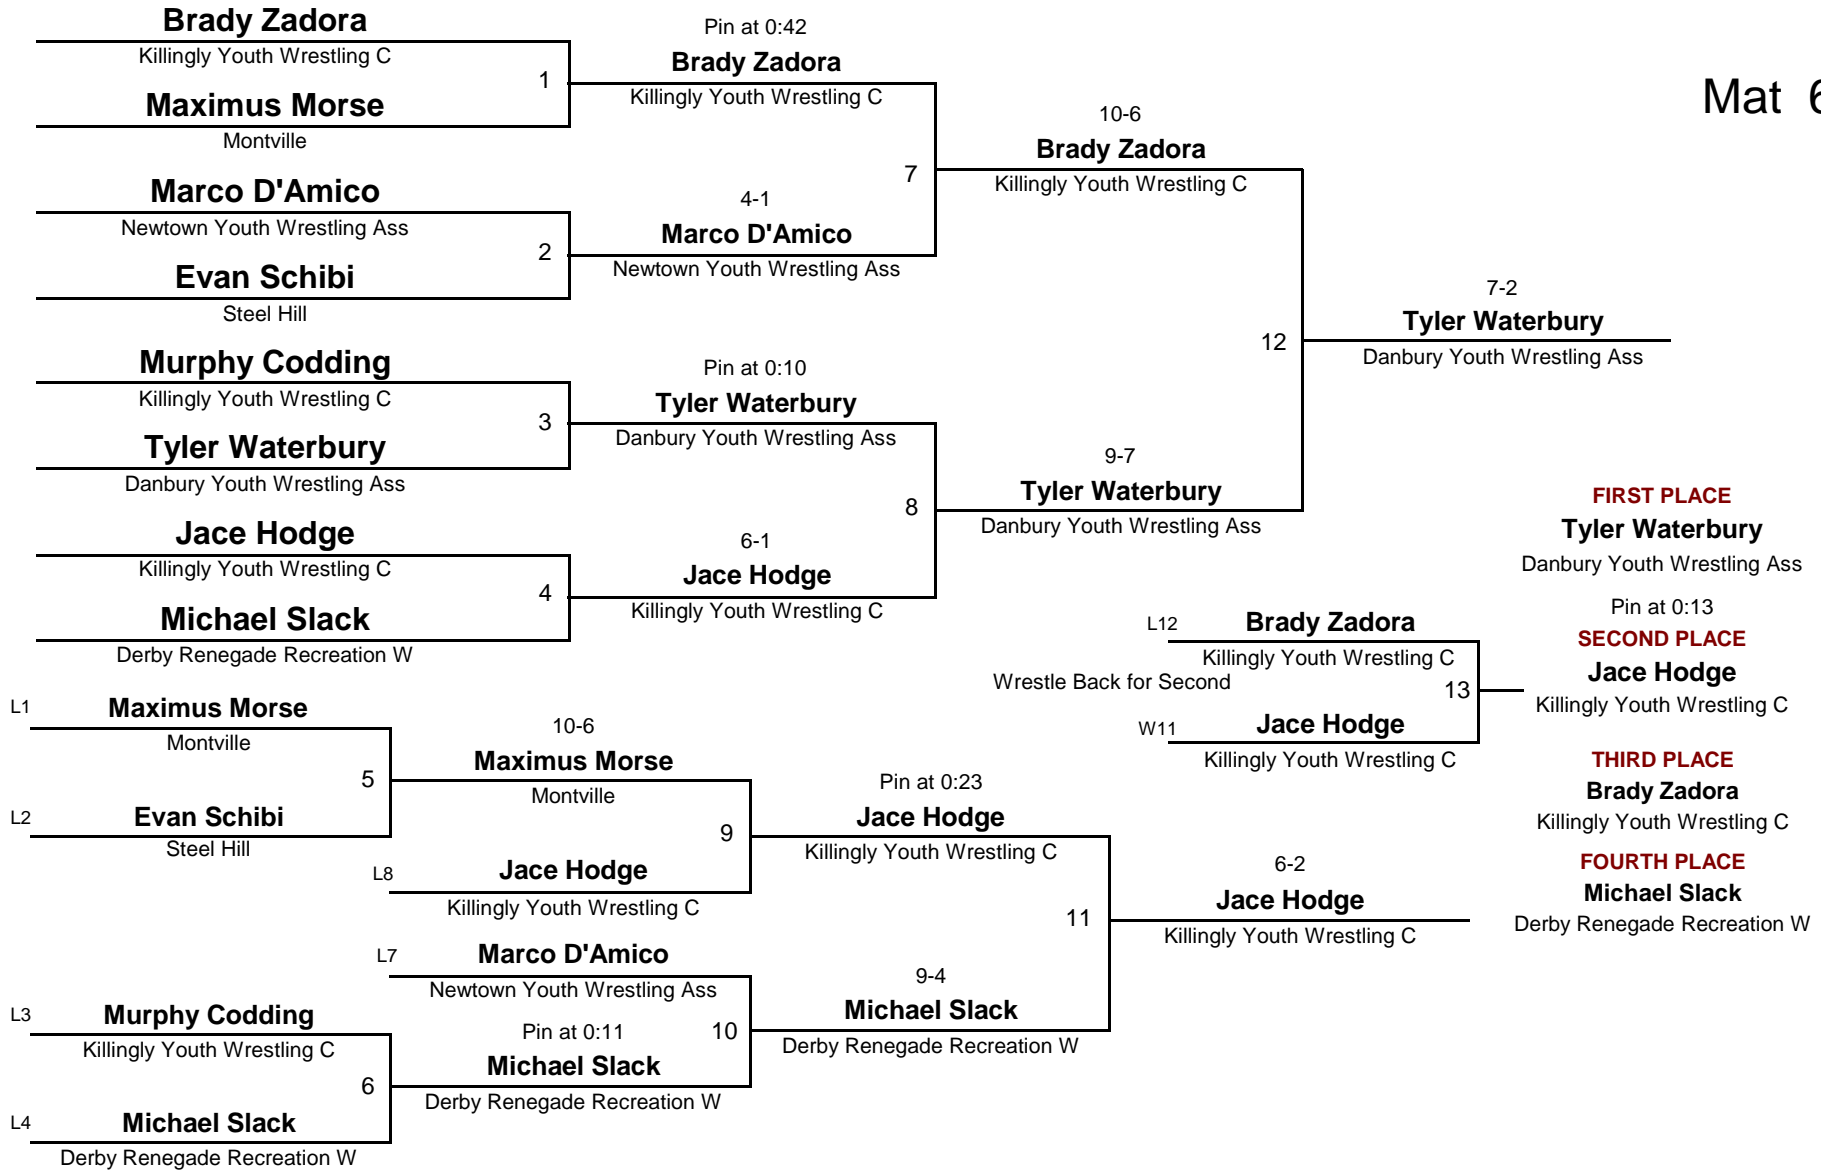 Brady Zadora
Killingly Youth Wrestling C
1
Maximus Morse
Montville
Marco D'Amico
Newtown Youth Wrestling Ass
2
Evan Schibi
Steel Hill
Murphy Codding
Killingly Youth Wrestling C
3
Tyler Waterbury
Danbury Youth Wrestling Ass
Jace Hodge
Killingly Youth Wrestling C
4
Michael Slack
Derby Renegade Recreation W
Pin at 0:42
Brady Zadora
Killingly Youth Wrestling C
7
4-1
Marco D'Amico
Newtown Youth Wrestling Ass
Pin at 0:10
Tyler Waterbury
Danbury Youth Wrestling Ass
8
6-1
Jace Hodge
Killingly Youth Wrestling C
10-6
Brady Zadora
Killingly Youth Wrestling C
12
9-7
Tyler Waterbury
Danbury Youth Wrestling Ass
Mat 6
7-2
Tyler Waterbury
Danbury Youth Wrestling Ass
L1
Maximus Morse
Montville
5
L2
Evan Schibi
Steel Hill
L3
Murphy Codding
Killingly Youth Wrestling C
6
L4
Michael Slack
Derby Renegade Recreation W
10-6
Maximus Morse
Montville
9
L8
Jace Hodge
Killingly Youth Wrestling C
L7
Marco D'Amico
Newtown Youth Wrestling Ass
10
Pin at 0:11
Michael Slack
Derby Renegade Recreation W
Pin at 0:23
Jace Hodge
Killingly Youth Wrestling C
11
9-4
Michael Slack
Derby Renegade Recreation W
6-2
Jace Hodge
Killingly Youth Wrestling C
L12
Brady Zadora
Killingly Youth Wrestling C
Wrestle Back for Second
13
W11
Jace Hodge
Killingly Youth Wrestling C
FIRST PLACE
Tyler Waterbury
Danbury Youth Wrestling Ass
Pin at 0:13
SECOND PLACE
Jace Hodge
Killingly Youth Wrestling C
THIRD PLACE
Brady Zadora
Killingly Youth Wrestling C
FOURTH PLACE
Michael Slack
Derby Renegade Recreation W